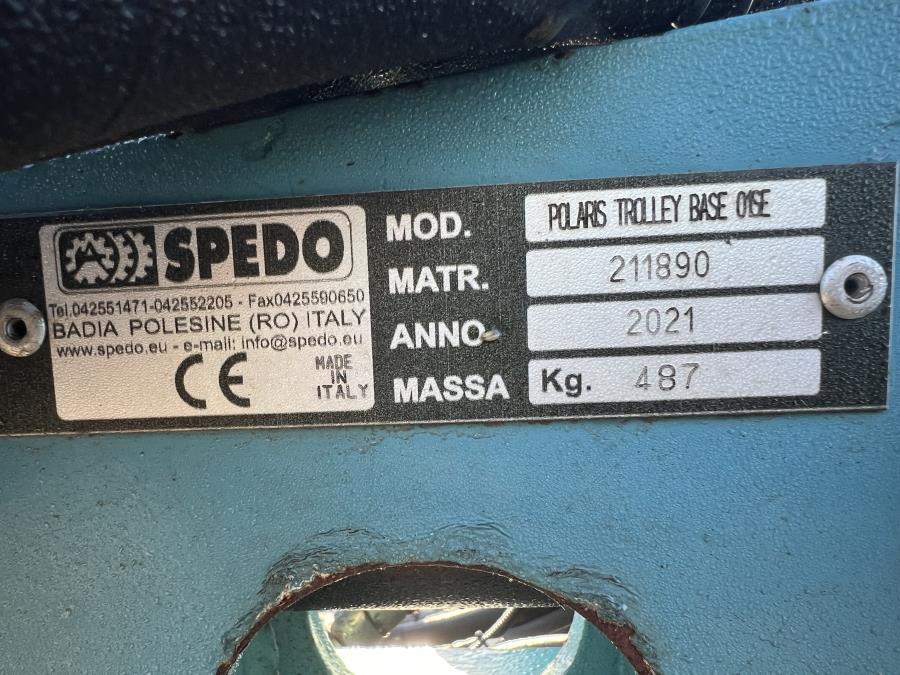 SPEDO
Tel.042551471-042552205 - Fax0425590650
BADIA POLESINE (RO) ITALY
www.spedo.eu - e-mail: info@spedo.eu
CE
MADE
IN
ITALY
MOD. POLARIS TROLLEY BASE 01SE
MATR. 211890
ANNO 2021
MASSA Kg. 487